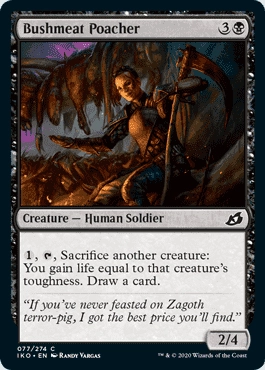 Bushmeat Poacher 3
Creature — Human Soldier
1, , Sacrifice another creature:
You gain life equal to that creature's
toughness. Draw a card.
"If you've never feasted on Zagoth
terror-pig, I got the best price you'll find."
2/4
077/274 C
IKO • EN RANDY VARGAS
™ & © 2020 Wizards of the Coast